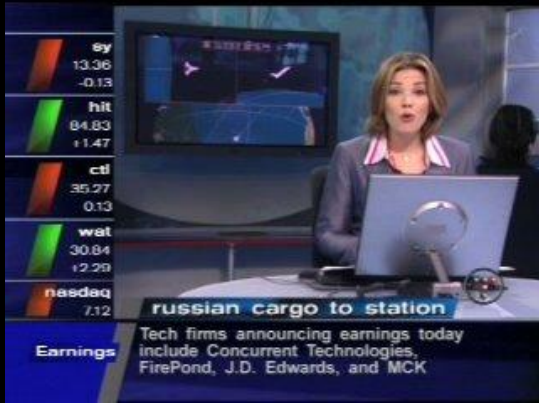 sy
13.36
-0.13
hit
84.83
+1.47
ctl
35.27
0.13
wat
30.84
+2.29
nasdaq
7.12
russian cargo to station
Earnings
Tech firms announcing earnings today
include Concurrent Technologies,
FirePond, J.D. Edwards, and MCK